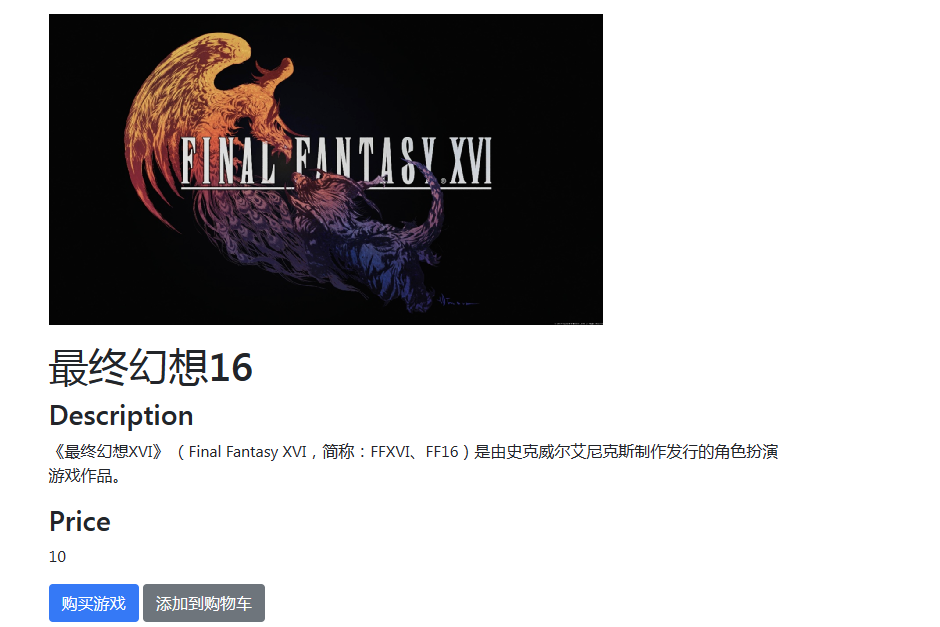 FINAL FANTASY XVI
最终幻想16
Description
《最终幻想XVI》（Final Fantasy XVI，简称：FFXVI、FF16）是由史克威尔艾尼克斯制作发行的角色扮演
游戏作品。
Price
10
购买游戏 添加到购物车